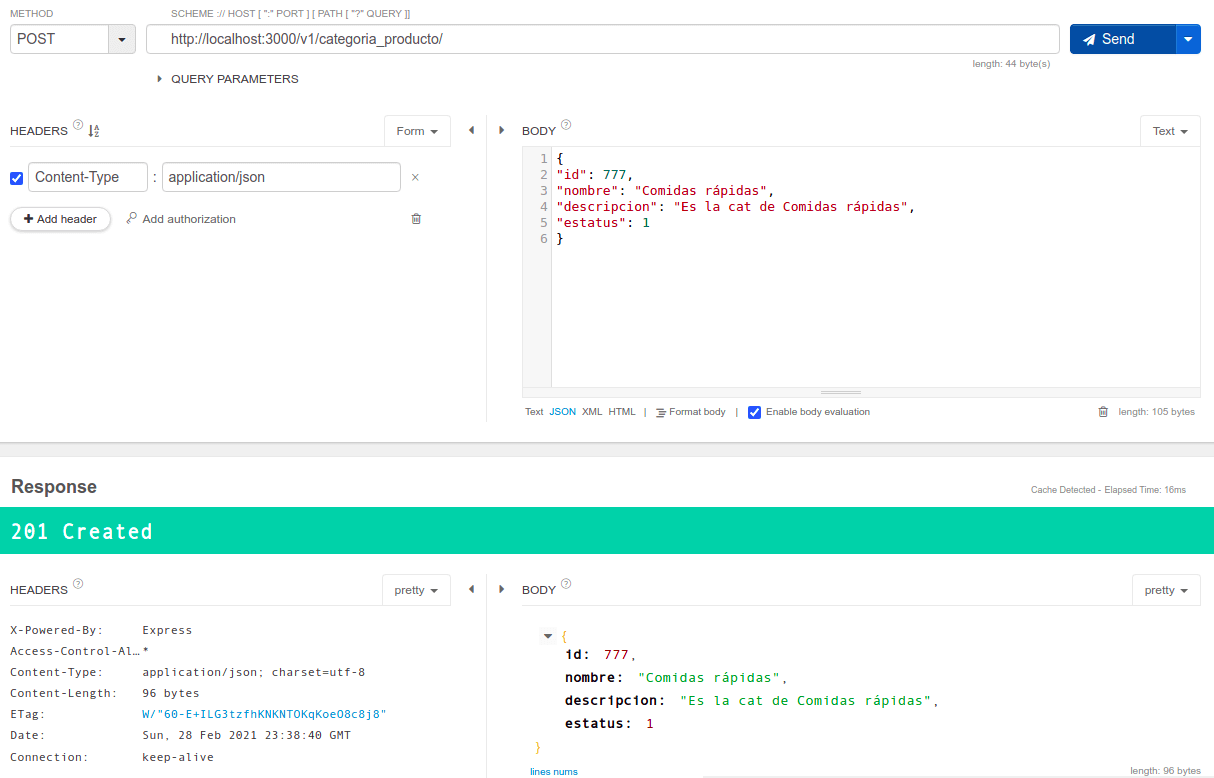 METHOD
SCHEME :// HOST [ ":" PORT ] [ PATH [ "?" QUERY ]]
POST
http://localhost:3000/v1/categoria_producto/
Send
length: 44 byte(s)
QUERY PARAMETERS
HEADERS ? Form
BODY ? Text
Content-Type : application/json ×
+ Add header
Add authorization
1 {
2 "id": 777,
3 "nombre": "Comidas rápidas",
4 "descripcion": "Es la cat de Comidas rápidas",
5 "estatus": 1
6 }
Text JSON XML HTML | Format body | Enable body evaluation
length: 105 bytes
Response
Cache Detected - Elapsed Time: 16ms
201 Created
HEADERS ? pretty
BODY ? pretty
X-Powered-By: Express
Access-Control-Al… *
Content-Type: application/json; charset=utf-8
Content-Length: 96 bytes
ETag: W/"60-E+ILG3tzfhKNKNTOKqKoeO8c8j8"
Date: Sun, 28 Feb 2021 23:38:40 GMT
Connection: keep-alive
{
id: 777,
nombre: "Comidas rápidas",
descripcion: "Es la cat de Comidas rápidas",
estatus: 1
}
lines nums
length: 96 bytes